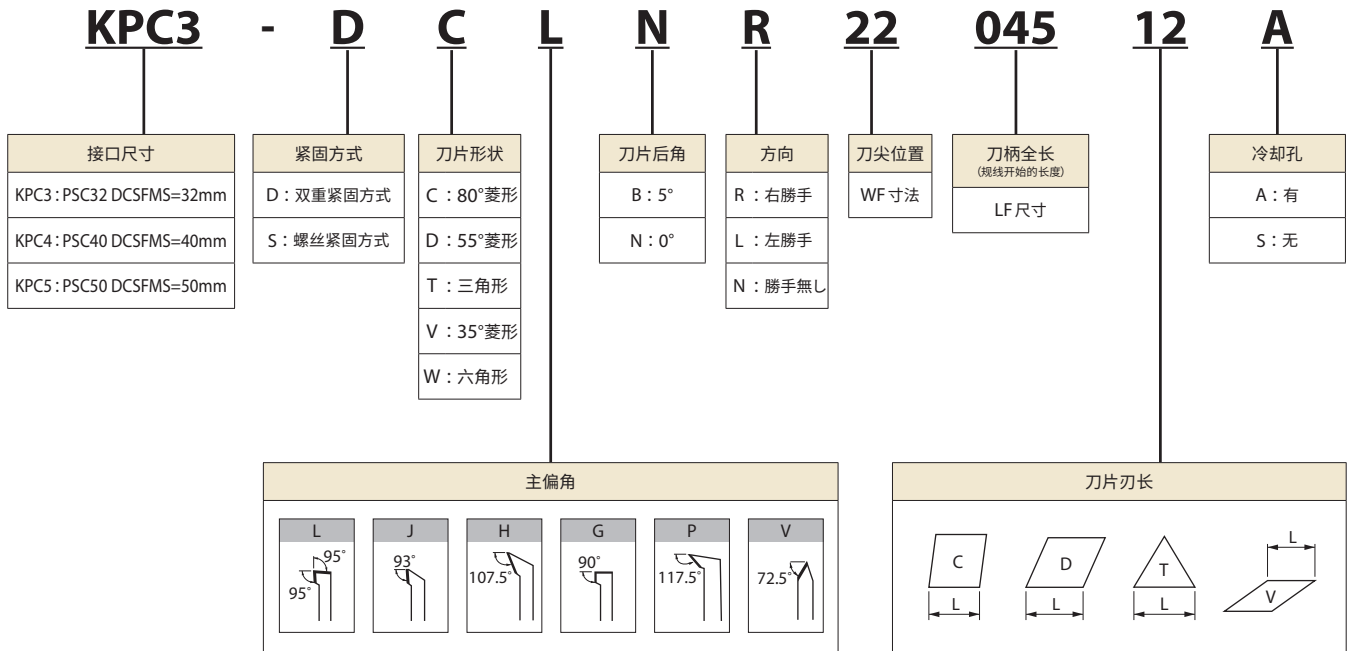 KPC3 - D C L N R 22 045 12 A
接口尺寸
KPC3：PSC32 DCSFMS=32mm
KPC4：PSC40 DCSFMS=40mm
KPC5：PSC50 DCSFMS=50mm
紧固方式
D：双重紧固方式
S：螺丝紧固方式
刀片形状
C：80°菱形
D：55°菱形
T：三角形
V：35°菱形
W：六角形
刀片后角
B：5°
N：0°
方向
R：右勝手
L：左勝手
N：勝手無し
刀尖位置
WF寸法
刀柄全长
(规线开始的长度)
LF尺寸
冷却孔
A：有
S：无
主偏角
L
95°
95°
J
93°
H
107.5°
G
90°
P
117.5°
V
72.5°
刀片刃长
C
L
D
L
T
L
L
V